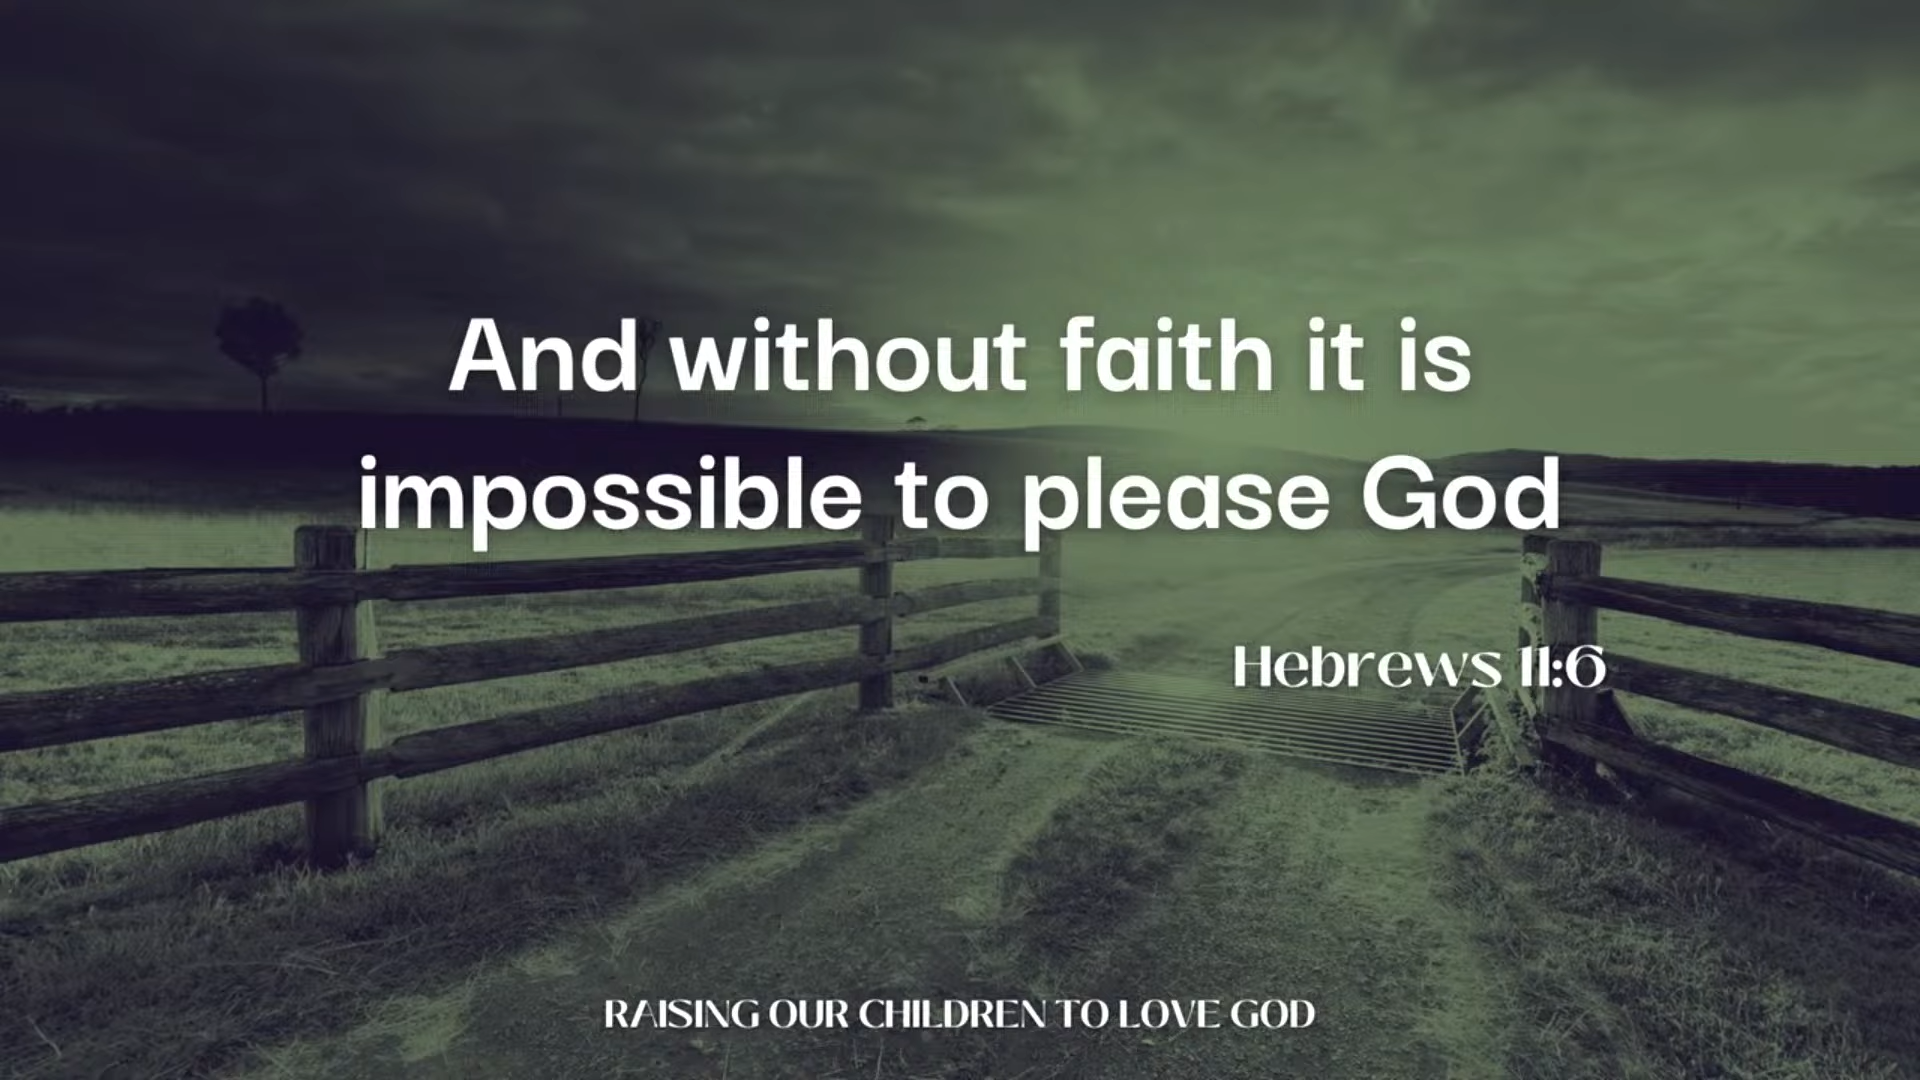 And without faith it is
impossible to please God
Hebrews 11:6
RAISING OUR CHILDREN TO LOVE GOD